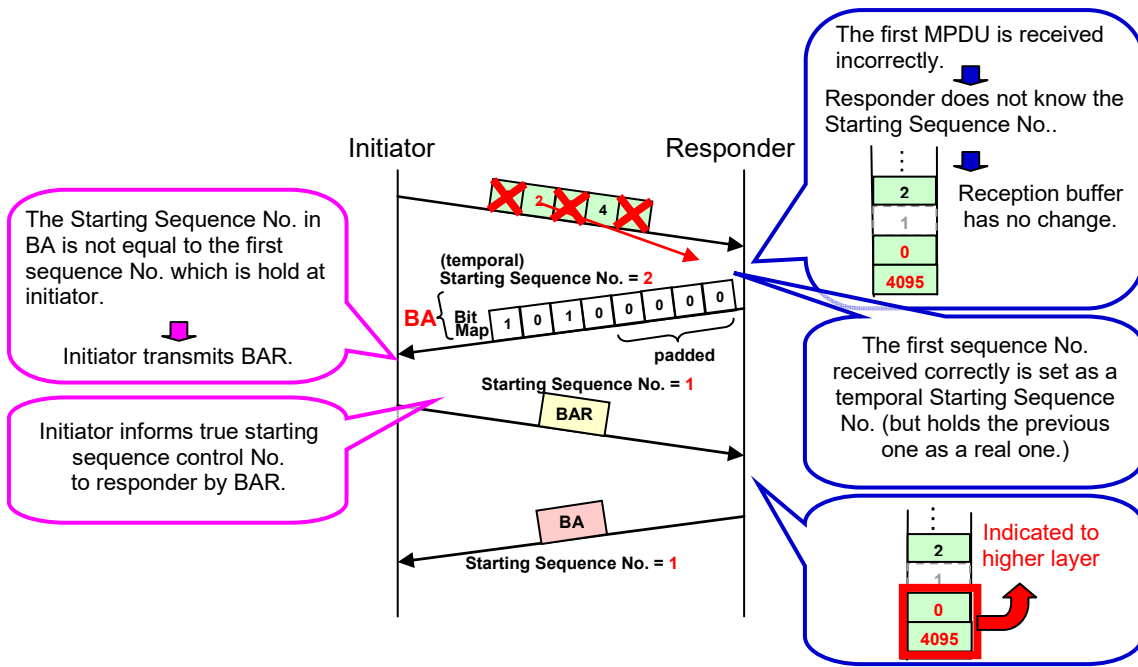 The first MPDU is received
incorrectly.
Responder does not know the
Starting Sequence No..
⋮
2
1
0
4095
Reception buffer
has no change.
Initiator
Responder
2
4
The Starting Sequence No. in
BA is not equal to the first
sequence No. which is hold at
initiator.
Initiator transmits BAR.
(temporal)
Starting Sequence No. = 2
BA
Bit
Map
1 0 1 0 0 0 0 0
padded
The first sequence No.
received correctly is set as a
temporal Starting Sequence
No. (but holds the previous
one as a real one.)
Starting Sequence No. = 1
BAR
Initiator informs true starting
sequence control No.
to responder by BAR.
BA
Starting Sequence No. = 1
⋮
2
1
0
4095
Indicated to
higher layer